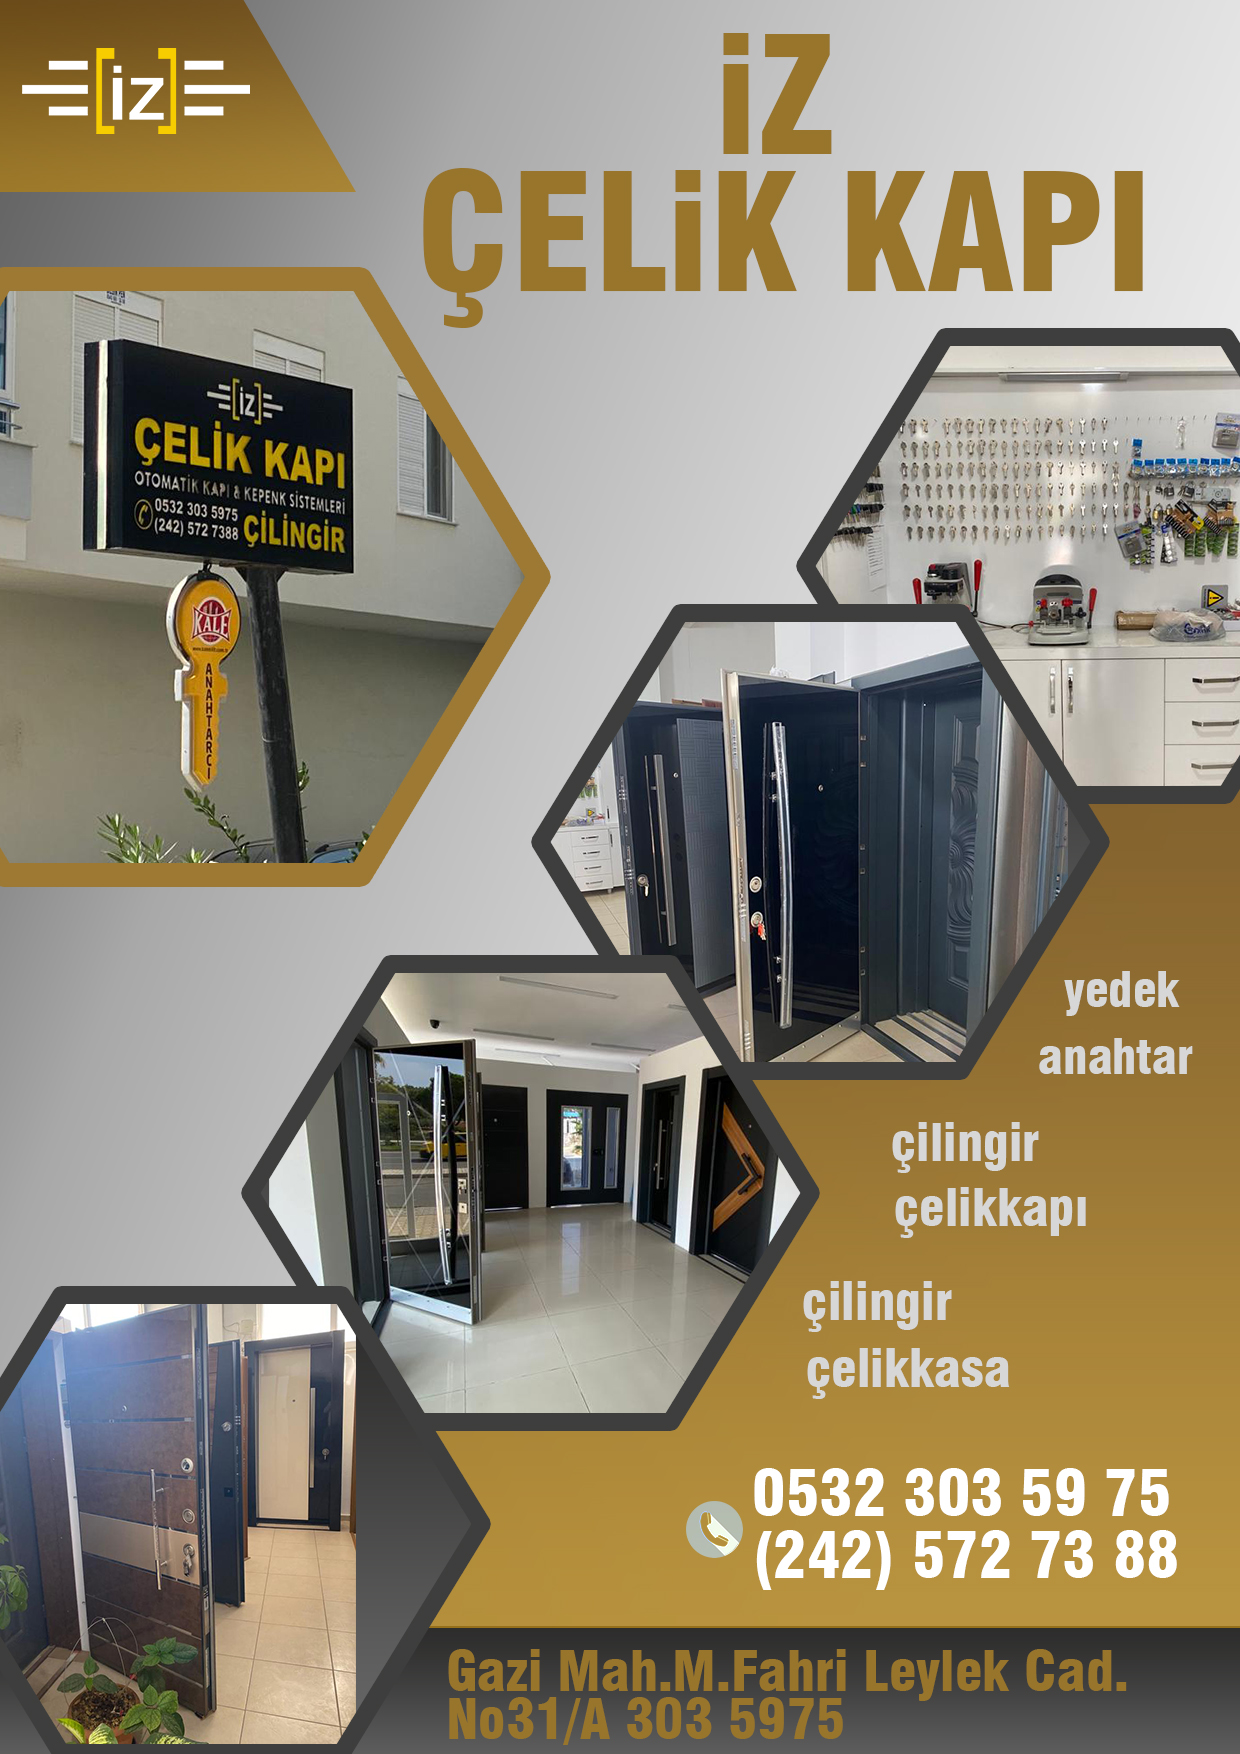 [iz]
iZ
ÇELiK KAPI
[iz]
ÇELİK KAPI
OTOMATİK KAPI & KEPENK SİSTEMLERİ
0532 303 5975
(242) 572 7388
ÇİLİNGİR
KALE
ANAHTARCI
yedek
anahtar
çilingir
çelikkapı
çilingir
çelikkasa
0532 303 59 75
(242) 572 73 88
Gazi Mah.M.Fahri Leylek Cad.
No31/A 303 5975